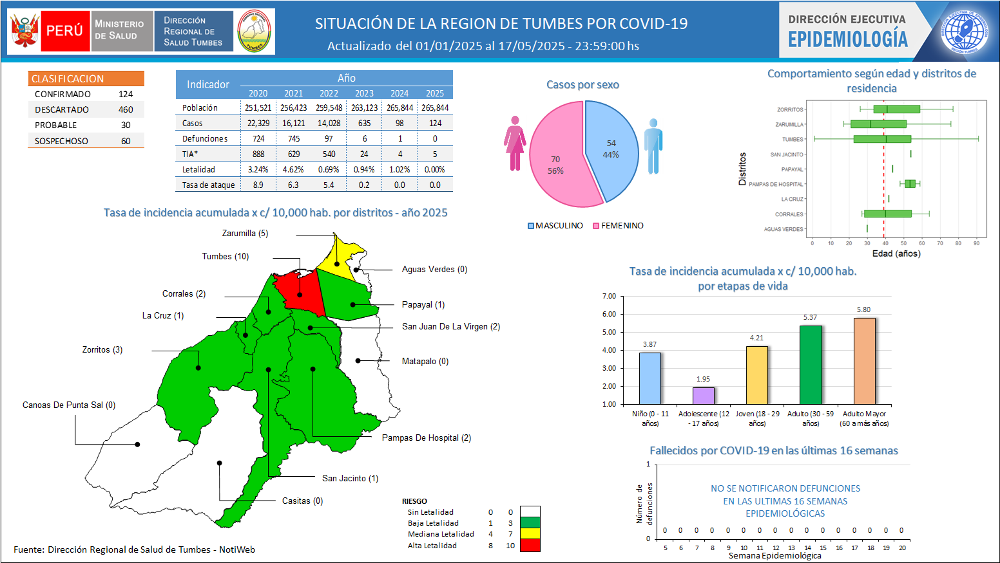 PERÚ
MINISTERIO
DE SALUD
DIRECCIÓN
REGIONAL DE
SALUD TUMBES
GOBIERNO REGIONAL
TUMBES
SITUACIÓN DE LA REGION DE TUMBES POR COVID-19
Actualizado del 01/01/2025 al 17/05/2025 - 23:59:00 hs
DIRECCIÓN EJECUTIVA
EPIDEMIOLOGÍA
DIRECCIÓN EJECUTIVA DE EPIDEMIOLOGÍA
REGIÓN TUMBES
CLASIFICACION
CONFIRMADO 124
DESCARTADO 460
PROBABLE 30
SOSPECHOSO 60
Indicador Año
2020 2021 2022 2023 2024 2025
Población 251,521 256,423 259,548 263,123 265,844 265,844
Casos 22,329 16,121 14,028 635 98 124
Defunciones 724 745 97 6 1 0
TIA* 888 629 540 24 4 5
Letalidad 3.24% 4.62% 0.69% 0.94% 1.02% 0.00%
Tasa de ataque 8.9 6.3 5.4 0.2 0.0 0.0
Casos por sexo
54
44%
70
56%
MASCULINO FEMENINO
Comportamiento según edad y distritos de
residencia
Distritos
ZORRITOS
ZARUMILLA
TUMBES
SAN JACINTO
PAPAYAL
PAMPAS DE HOSPITAL
LA CRUZ
CORRALES
AGUAS VERDES
0 10 20 30 40 50 60 70 80 90
Edad (años)
Tasa de incidencia acumulada x c/ 10,000 hab. por distritos - año 2025
Zarumilla (5)
Tumbes (10)
Aguas Verdes (0)
Corrales (2)
Papayal (1)
La Cruz (1)
San Juan De La Virgen (2)
Zorritos (3)
Matapalo (0)
Canoas De Punta Sal (0)
Pampas De Hospital (2)
San Jacinto (1)
Casitas (0)
RIESGO
Sin Letalidad 0 0
Baja Letalidad 1 3
Mediana Letalidad 4 7
Alta Letalidad 8 10
Fuente: Dirección Regional de Salud de Tumbes - NotiWeb
Tasa de incidencia acumulada x c/ 10,000 hab.
por etapas de vida
7.00
6.00
5.00
4.00
3.00
2.00
1.00
3.87
1.95
4.21
5.37
5.80
Niño (0 - 11
años)
Adolescente (12
- 17 años)
Joven (18 - 29
años)
Adulto (30 - 59
años)
Adulto Mayor
(60 a más años)
Fallecidos por COVID-19 en las últimas 16 semanas
Número de
defunciones
1
0
NO SE NOTIFICARON DEFUNCIONES
EN LAS ULTIMAS 16 SEMANAS
EPIDEMIOLÓGICAS
0 0 0 0 0 0 0 0 0 0 0 0 0 0 0 0
5 6 7 8 9 10 11 12 13 14 15 16 17 18 19 20
Semana Epidemiológica